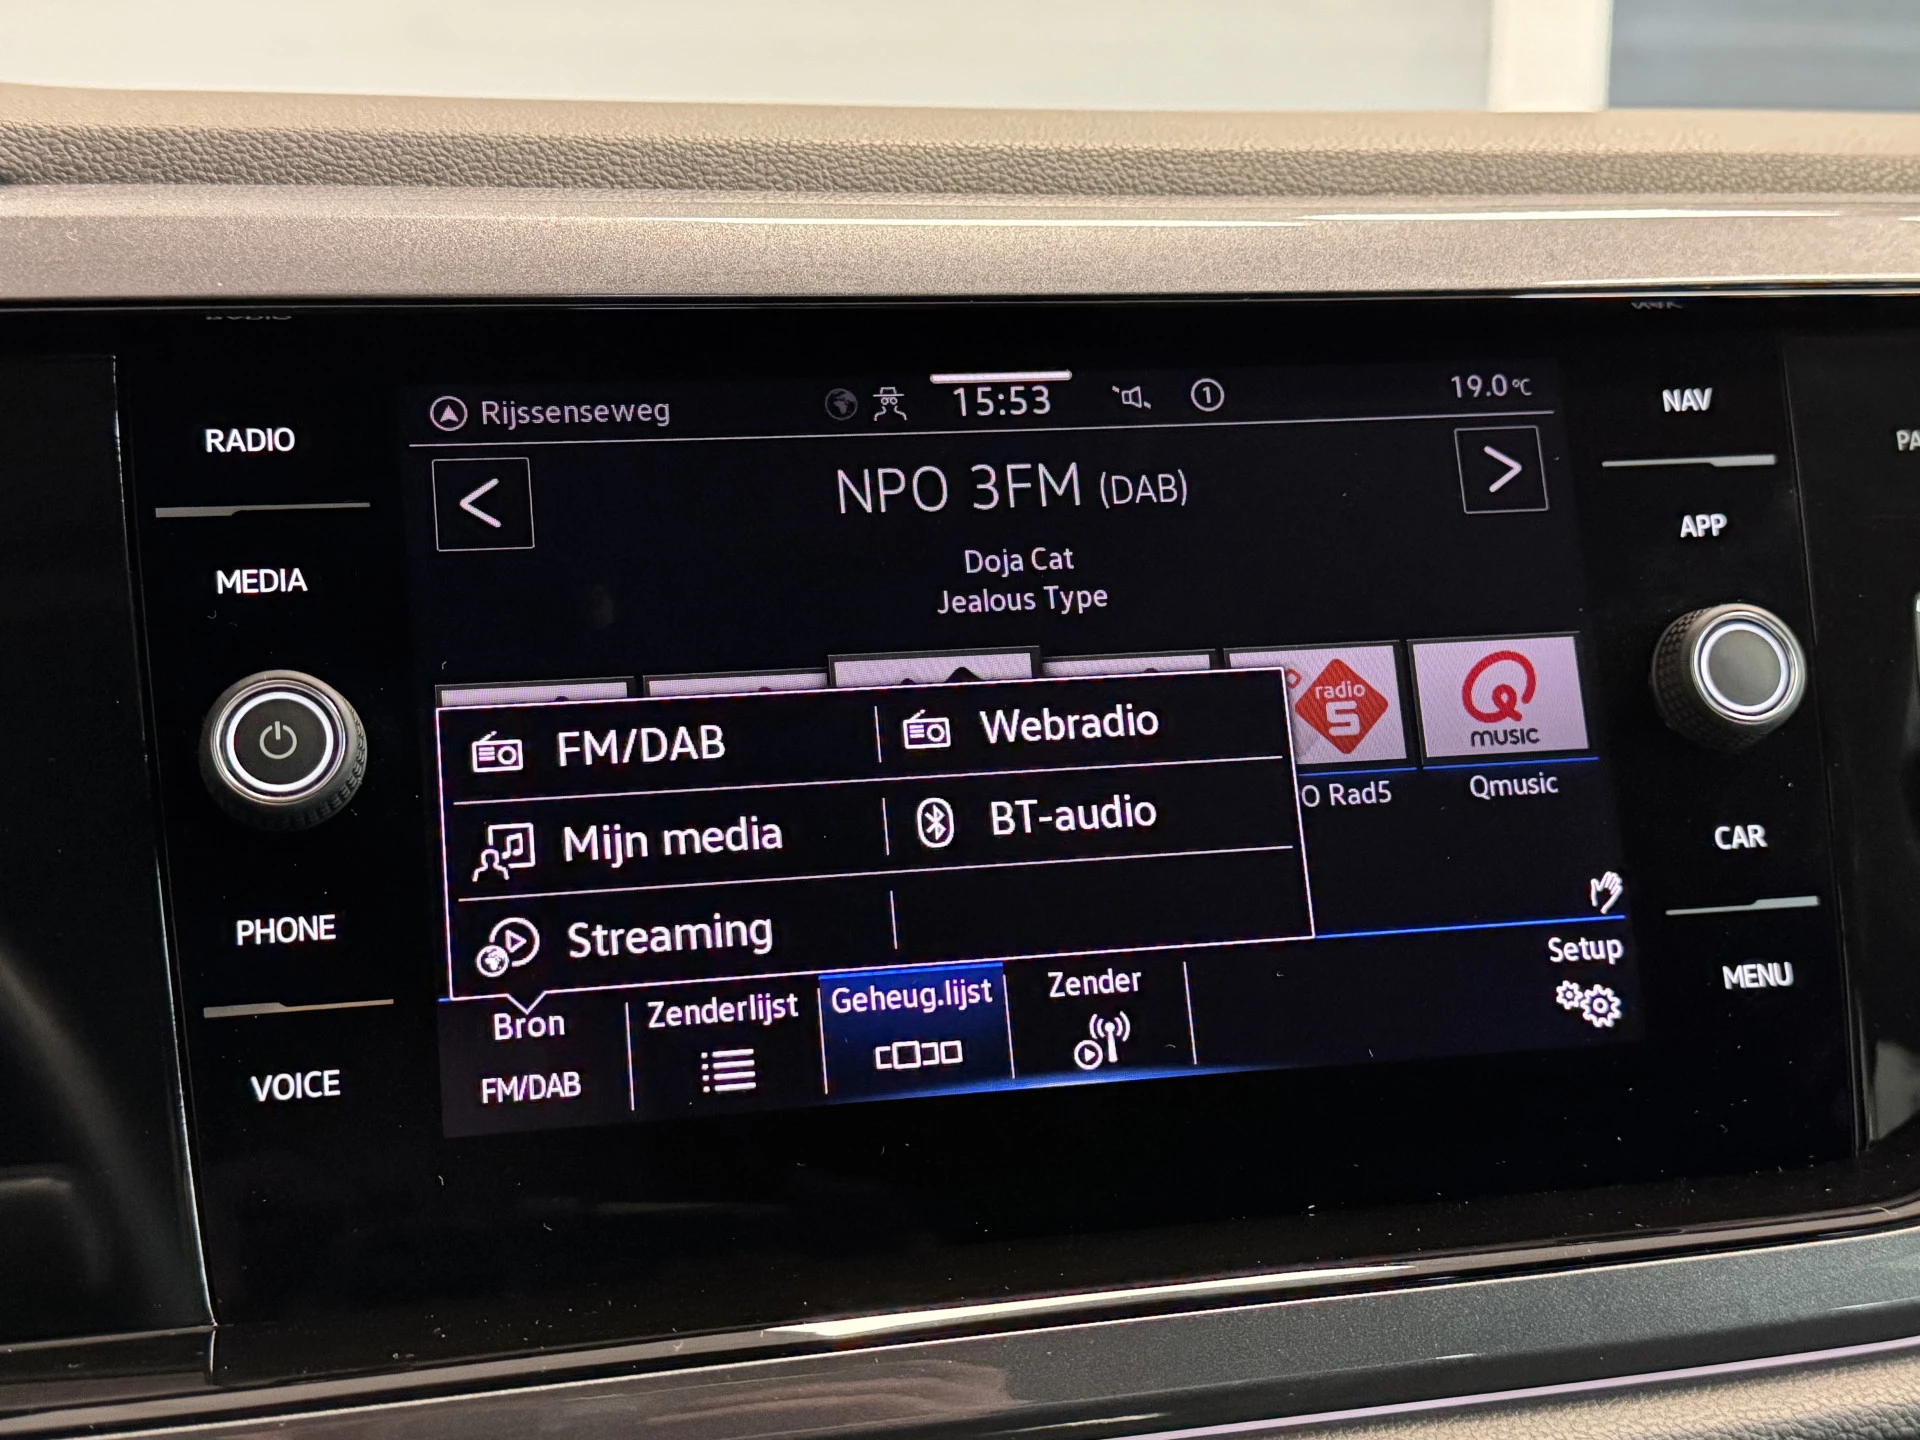 RADIO
MEDIA
PHONE
VOICE
Rijssenseweg
15:53
1
19.0°C
NPO 3FM (DAB)
Doja Cat
Jealous Type
FM/DAB
Webradio
Mijn media
BT-audio
Streaming
radio
5
O Rad5
Q
MUSIC
Qmusic
Bron
FM/DAB
Zenderlijst
Geheug.lijst
Zender
Setup
NAV
APP
CAR
MENU
PA